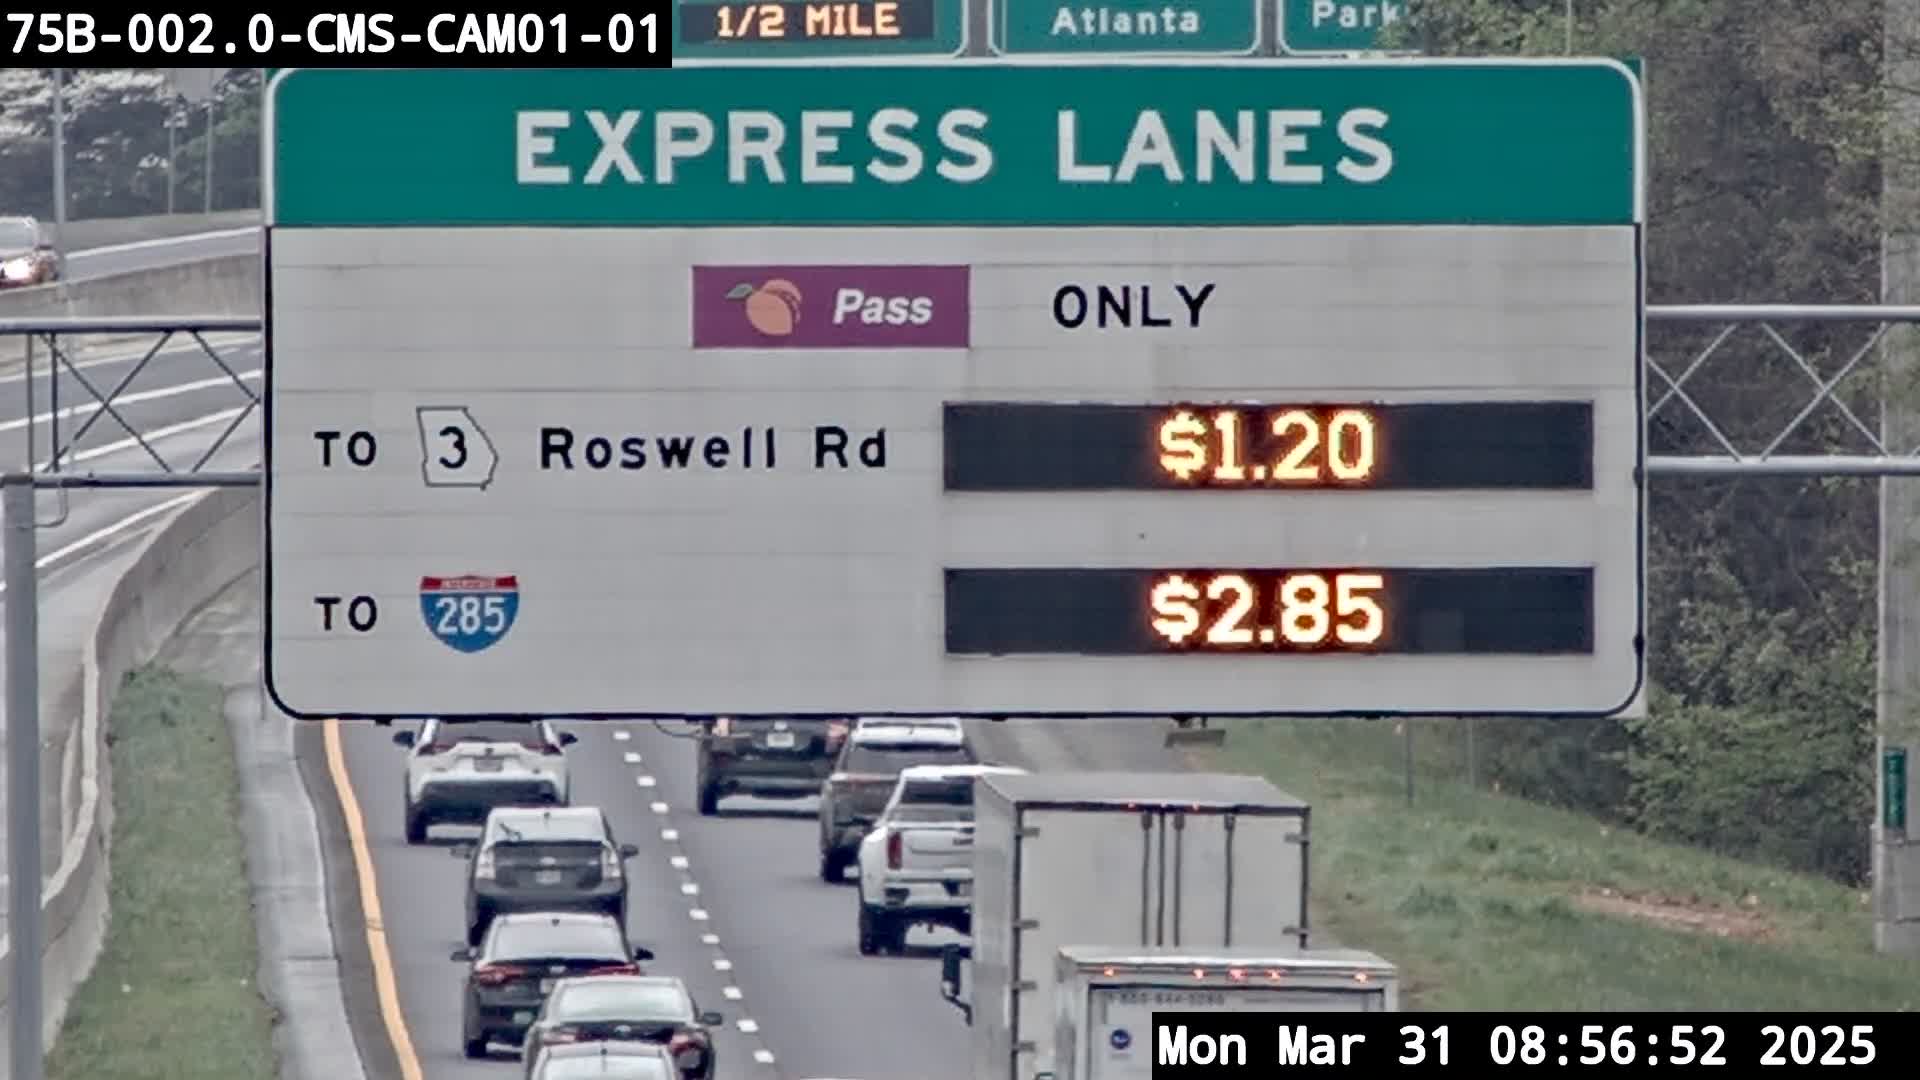 75B-002.0-CMS-CAM01-01
1/2 MILE
Atlanta
Park
EXPRESS LANES
Pass ONLY
TO 3 Roswell Rd $1.20
TO 285 $2.85
Mon Mar 31 08:56:52 2025